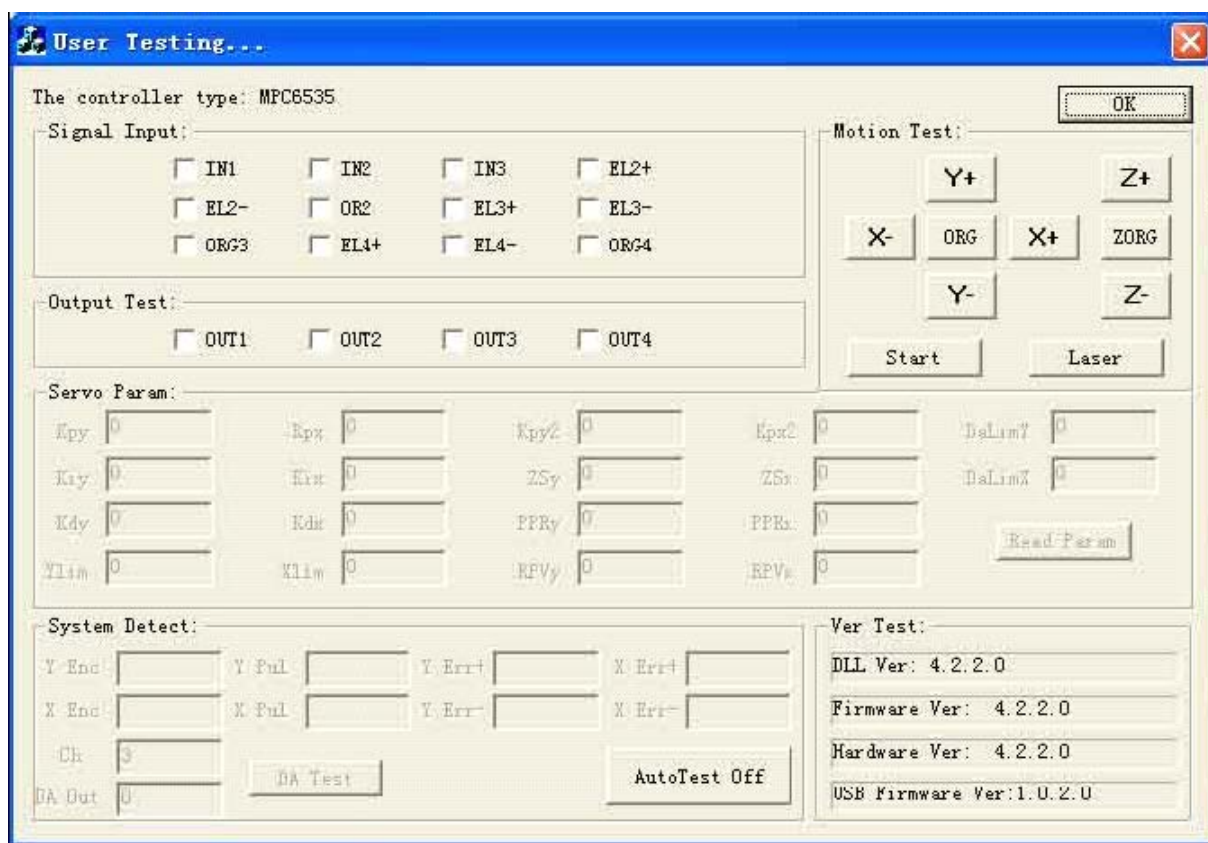 User Testing...
The controller type: MPC6535
OK
Signal Input:
IN1 IN2 IN3 EL2+
EL2- OR2 EL3+ EL3-
ORG3 EL4+ EL4- ORG4
Motion Test:
Y+ Z+
X- ORG X+ ZORG
Y- Z-
Start Laser
Output Test:
OUT1 OUT2 OUT3 OUT4
Servo Param:
Kpy 0 Kpx 0 Kpy2 0 Kpx2 0 DaLimY 0
Kiy 0 Kix 0 ZSy 0 ZSx 0 DaLimX 0
Kdy 0 Kdx 0 PPRy 0 PPRx 0
Read Param
Ylim 0 Xlim 0 RPVy 0 RPVx 0
System Detect:
Y Enc Y Pul Y Err+ X Err+
X Enc X Pul Y Err- X Err-
Ch 3
DA Test
AutoTest Off
DA Out 0
Ver Test:
DLL Ver: 4.2.2.0
Firmware Ver: 4.2.2.0
Hardware Ver: 4.2.2.0
USB Firmware Ver:1.0.2.0